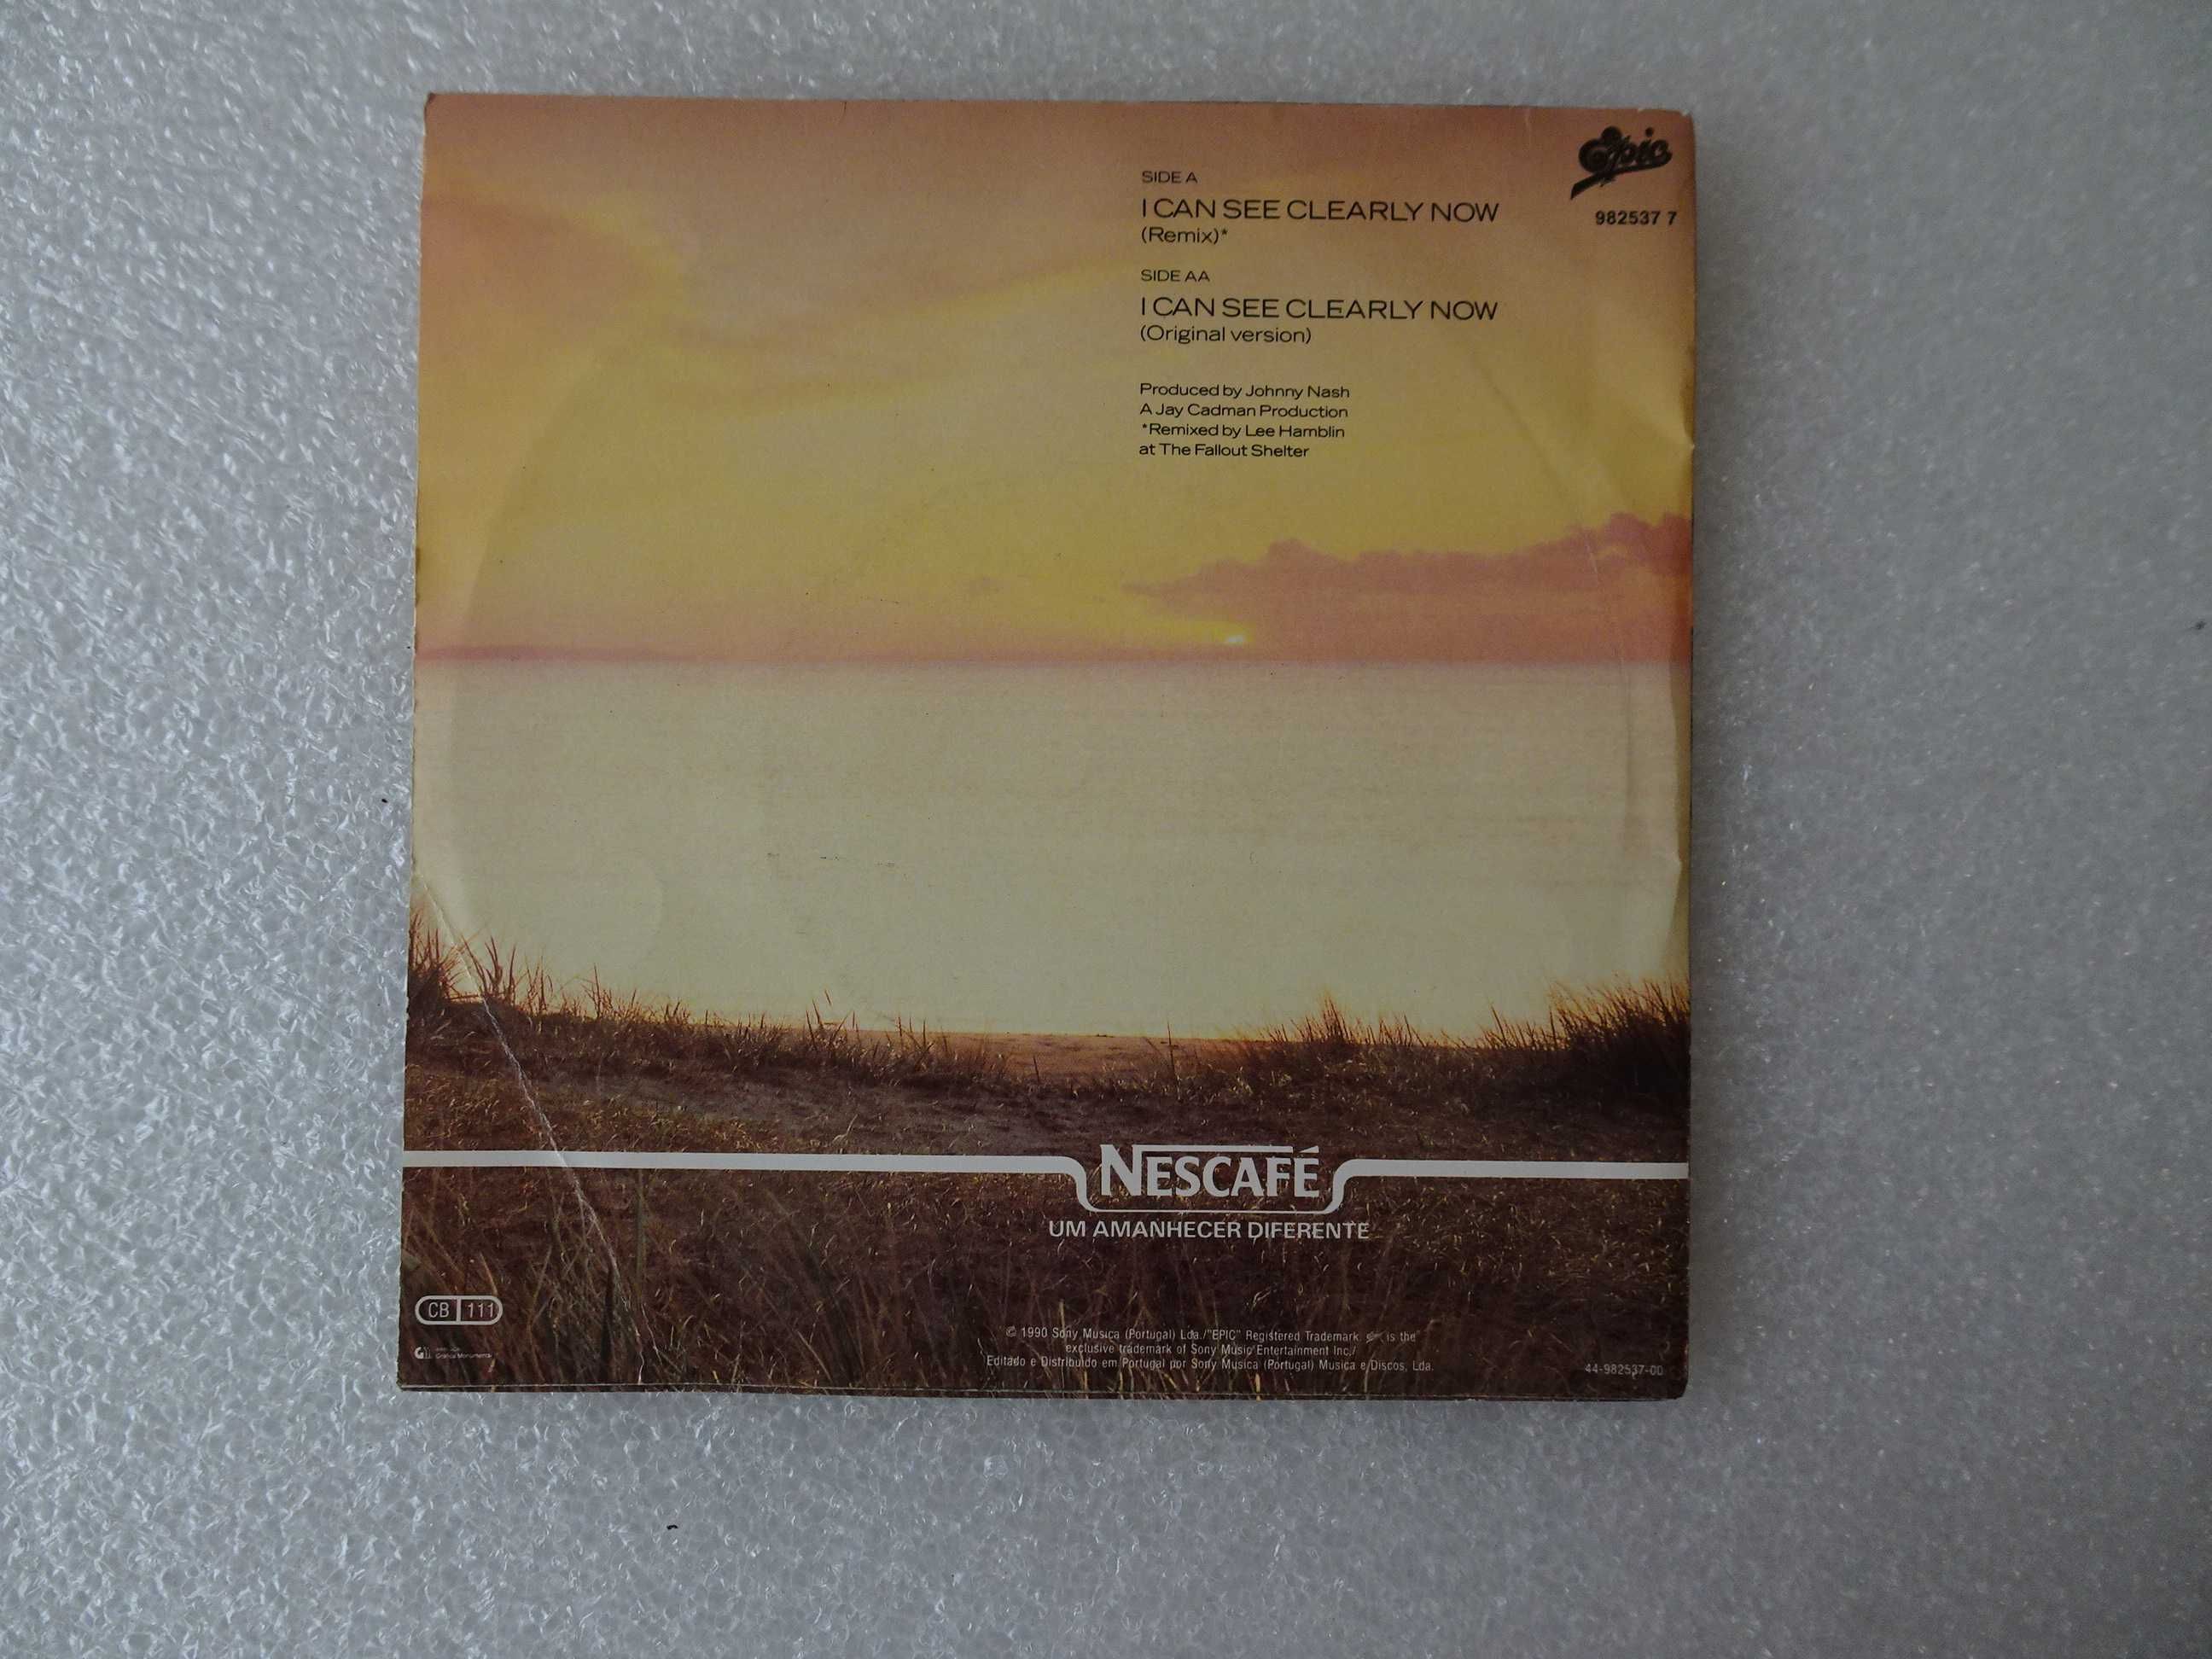 Epic
982537 7
SIDE A
I CAN SEE CLEARLY NOW
(Remix)*
SIDE AA
I CAN SEE CLEARLY NOW
(Original version)
Produced by Johnny Nash
A Jay Cadman Production
*Remixed by Lee Hamblin
at The Fallout Shelter
NESCAFÉ
UM AMANHECER DIFERENTE
CB 111
© 1990 Sony Musica (Portugal) Lda./"EPIC" Registered Trademark is the
exclusive trademark of Sony Music Entertainment Inc./
Editado e Distribuido em Portugal por Sony Musica (Portugal) Musica e Discos, Lda.
44-982537-00